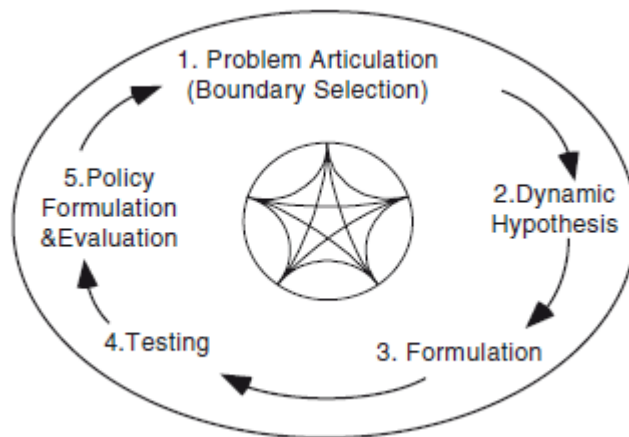 1. Problem Articulation
(Boundary Selection)
2.Dynamic
Hypothesis
3. Formulation
4.Testing
5.Policy
Formulation
&Evaluation